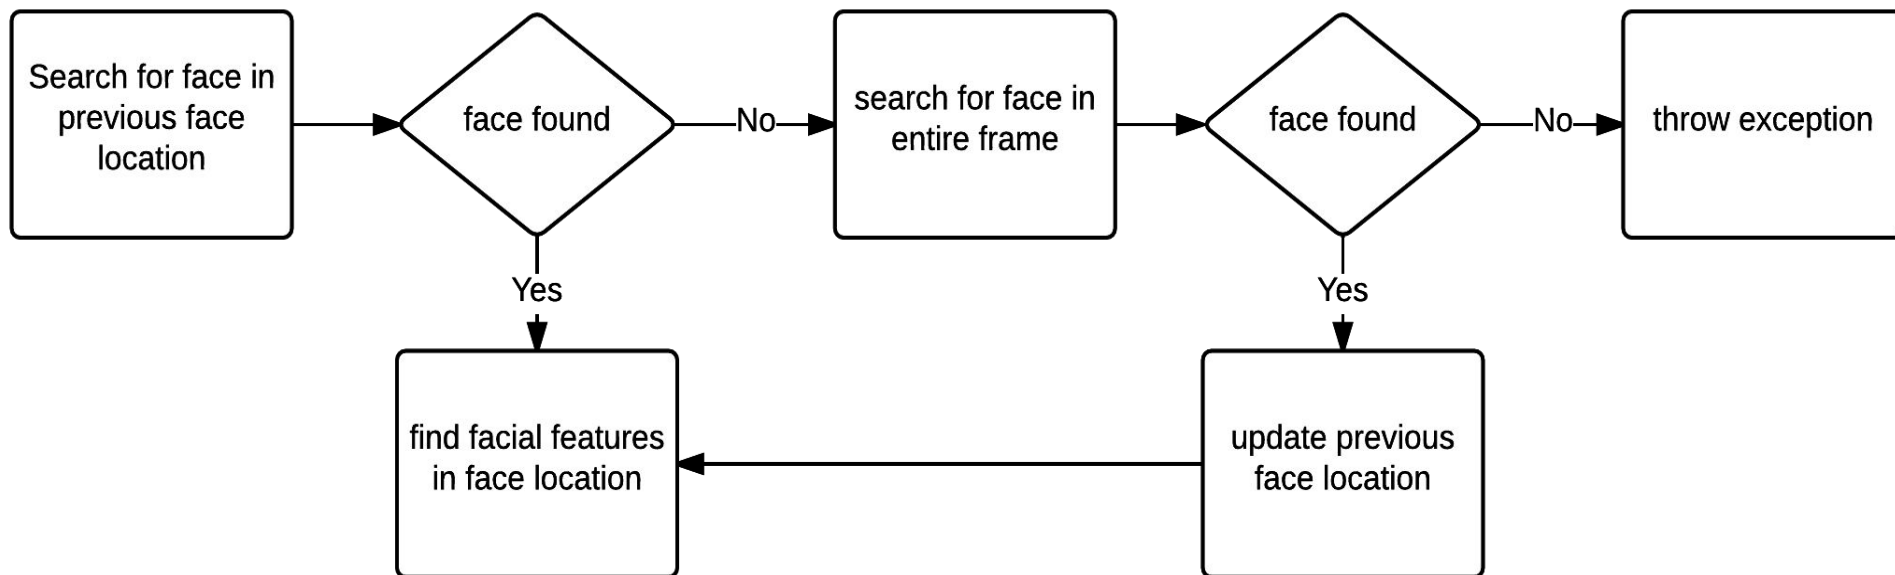 Search for face in
previous face
location
face found
No
search for face in
entire frame
face found
No
throw exception
Yes
Yes
find facial features
in face location
update previous
face location